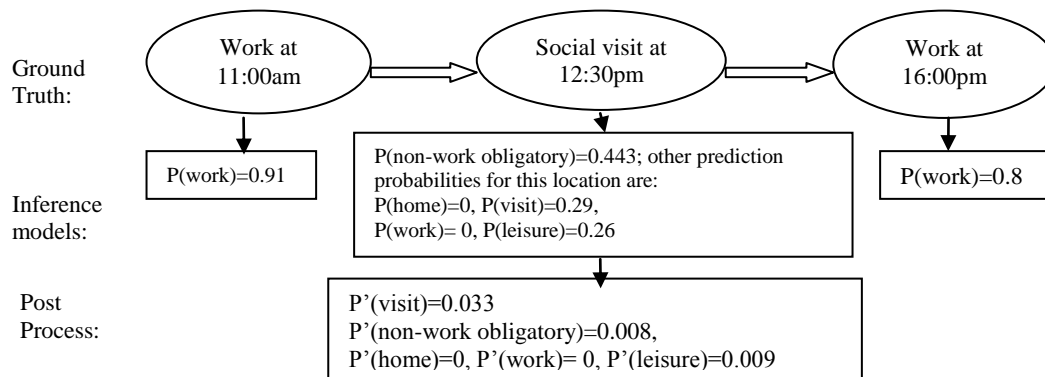 Ground
Truth:
Work at
11:00am
Social visit at
12:30pm
Work at
16:00pm
Inference
models:
P(work)=0.91
P(non-work obligatory)=0.443; other prediction
probabilities for this location are:
P(home)=0, P(visit)=0.29,
P(work)= 0, P(leisure)=0.26
P(work)=0.8
Post
Process:
P’(visit)=0.033
P’(non-work obligatory)=0.008,
P’(home)=0, P’(work)= 0, P’(leisure)=0.009